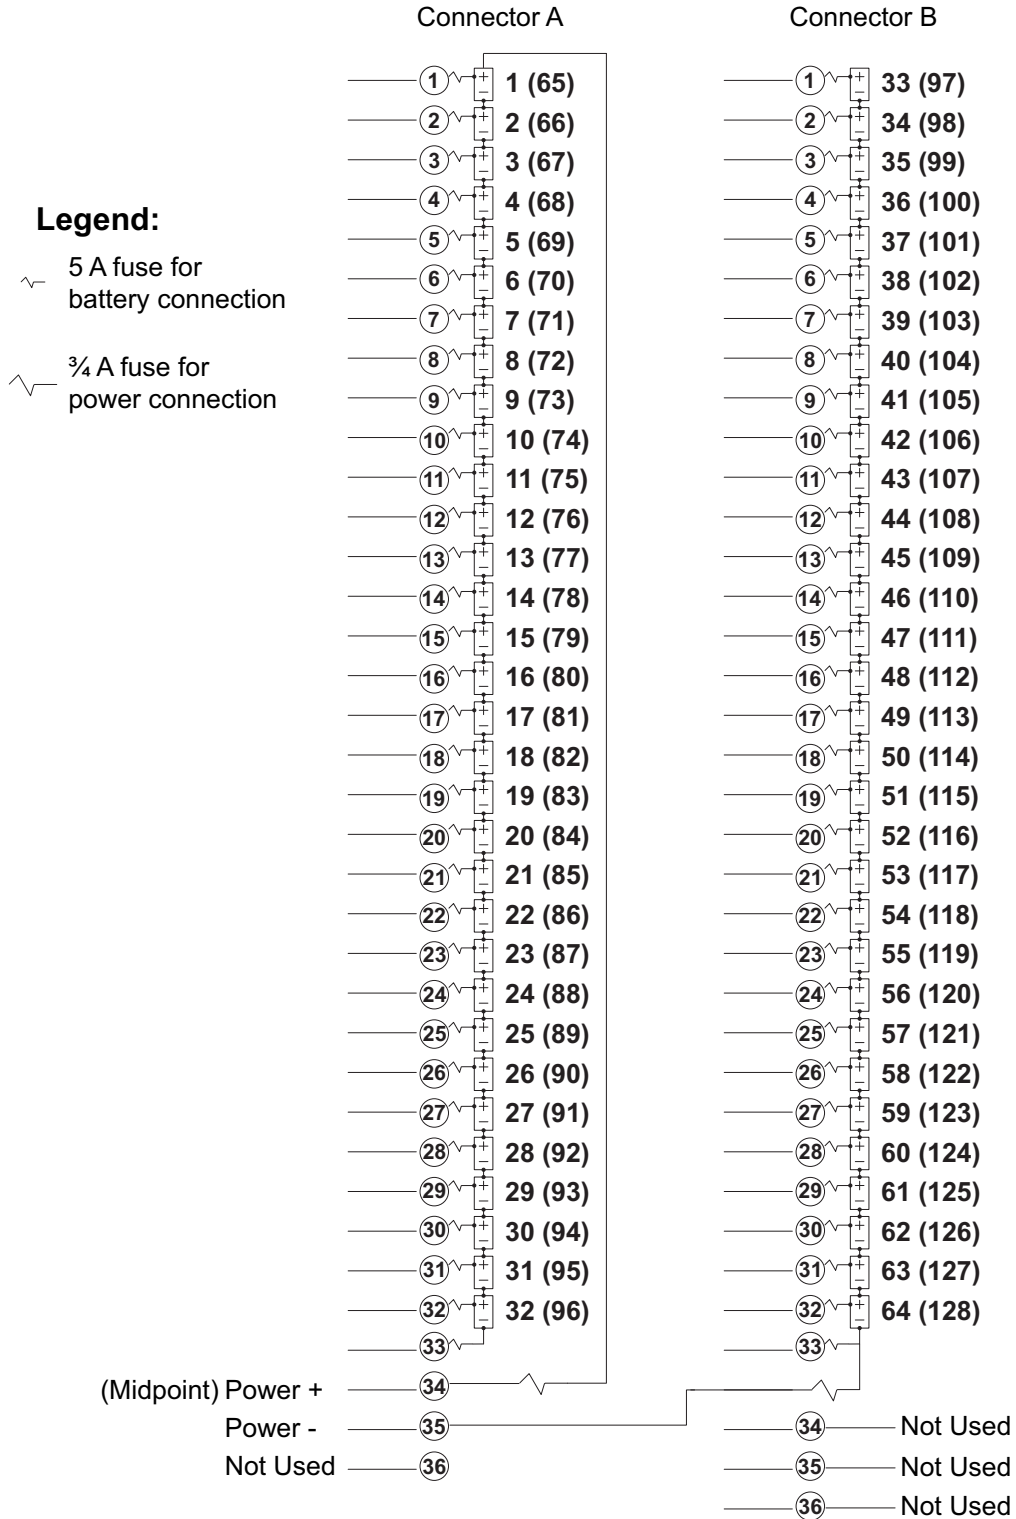 Connector A
Connector B
1 + − 1 (65)
2 + − 2 (66)
3 + − 3 (67)
4 + − 4 (68)
5 + − 5 (69)
6 + − 6 (70)
7 + − 7 (71)
8 + − 8 (72)
9 + − 9 (73)
10 + − 10 (74)
11 + − 11 (75)
12 + − 12 (76)
13 + − 13 (77)
14 + − 14 (78)
15 + − 15 (79)
16 + − 16 (80)
17 + − 17 (81)
18 + − 18 (82)
19 + − 19 (83)
20 + − 20 (84)
21 + − 21 (85)
22 + − 22 (86)
23 + − 23 (87)
24 + − 24 (88)
25 + − 25 (89)
26 + − 26 (90)
27 + − 27 (91)
28 + − 28 (92)
29 + − 29 (93)
30 + − 30 (94)
31 + − 31 (95)
32 + − 32 (96)
33
(Midpoint) Power + 34
Power - 35
Not Used 36
1 + − 33 (97)
2 + − 34 (98)
3 + − 35 (99)
4 + − 36 (100)
5 + − 37 (101)
6 + − 38 (102)
7 + − 39 (103)
8 + − 40 (104)
9 + − 41 (105)
10 + − 42 (106)
11 + − 43 (107)
12 + − 44 (108)
13 + − 45 (109)
14 + − 46 (110)
15 + − 47 (111)
16 + − 48 (112)
17 + − 49 (113)
18 + − 50 (114)
19 + − 51 (115)
20 + − 52 (116)
21 + − 53 (117)
22 + − 54 (118)
23 + − 55 (119)
24 + − 56 (120)
25 + − 57 (121)
26 + − 58 (122)
27 + − 59 (123)
28 + − 60 (124)
29 + − 61 (125)
30 + − 62 (126)
31 + − 63 (127)
32 + − 64 (128)
33
34 Not Used
35 Not Used
36 Not Used
Legend:
5 A fuse for
battery connection
¾ A fuse for
power connection